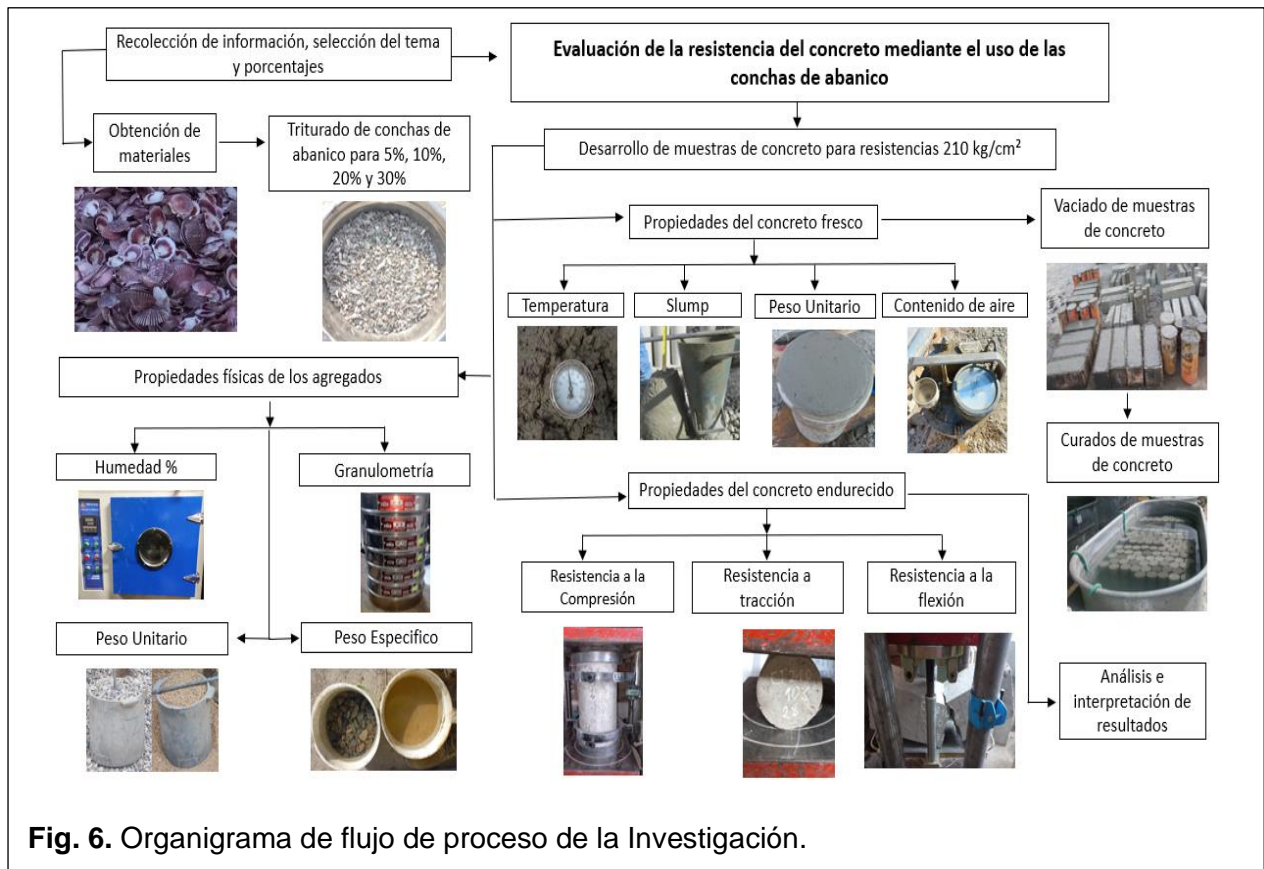 Recolección de información, selección del tema
y porcentajes
Evaluación de la resistencia del concreto mediante el uso de las
conchas de abanico
Obtención de
materiales
Triturado de conchas de
abanico para 5%, 10%,
20% y 30%
Desarrollo de muestras de concreto para resistencias 210 kg/cm²
Propiedades del concreto fresco
Vaciado de muestras
de concreto
Temperatura
Slump
Peso Unitario
Contenido de aire
Propiedades físicas de los agregados
Humedad %
Granulometría
Curados de muestras
de concreto
Propiedades del concreto endurecido
Resistencia a la
Compresión
Resistencia a
tracción
Resistencia a la
flexión
Peso Unitario
Peso Especifico
10%
28
Análisis e
interpretación de
resultados
Fig. 6. Organigrama de flujo de proceso de la Investigación.